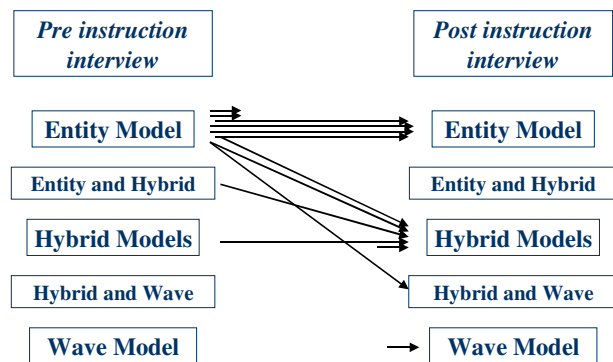 Pre instruction
interview
Post instruction
interview
Entity Model
Entity Model
Entity and Hybrid
Entity and Hybrid
Hybrid Models
Hybrid Models
Hybrid and Wave
Hybrid and Wave
Wave Model
Wave Model